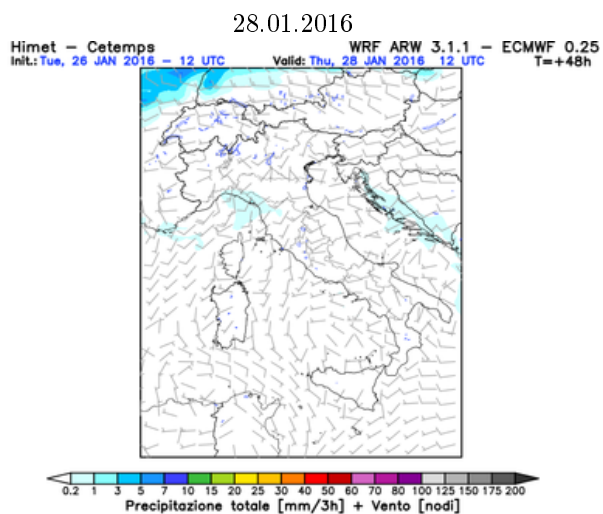 28.01.2016
Himet - Cetemps WRF ARW 3.1.1 - ECMWF 0.25
Init.: Tue, 26 JAN 2016 - 12 UTC Valid: Thu, 28 JAN 2016 12 UTC T=+48h
0.2 1 3 5 7 10 15 20 25 30 40 50 60 70 80 100 125 150 175 200
Precipitazione totale [mm/3h] + Vento [nodi]